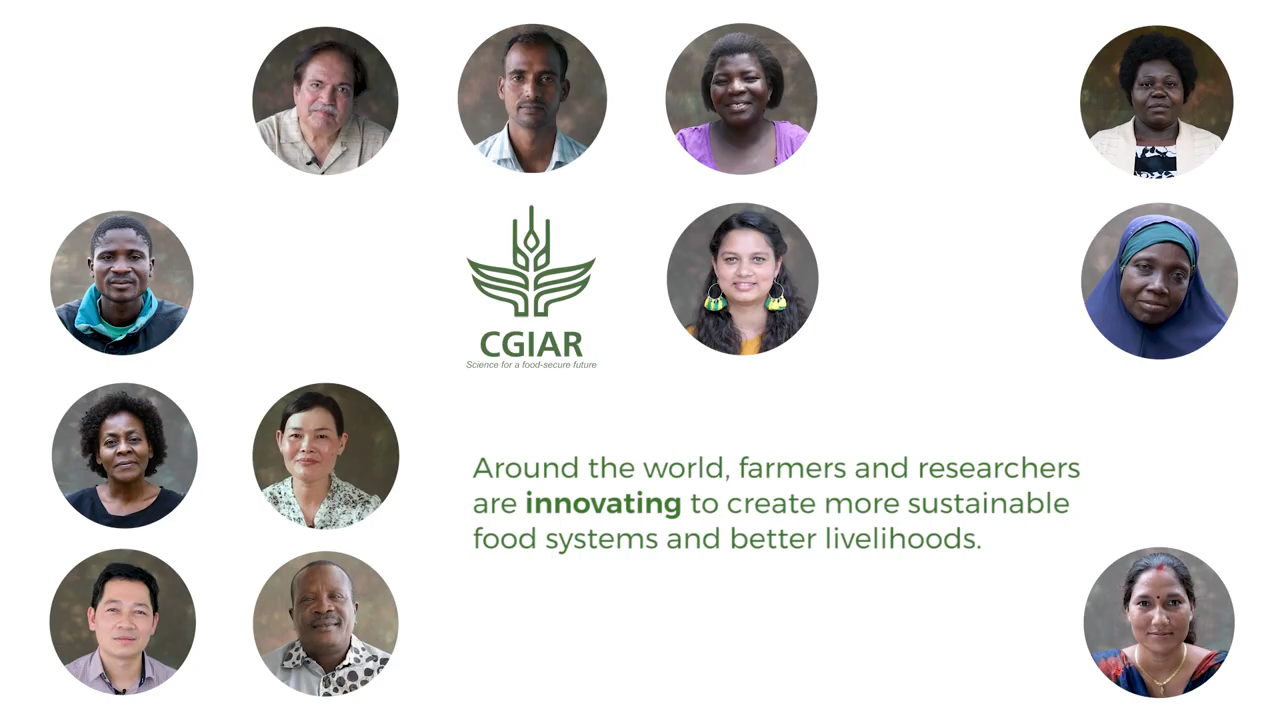 CGIAR
Science for a food-secure future
Around the world, farmers and researchers
are innovating to create more sustainable
food systems and better livelihoods.